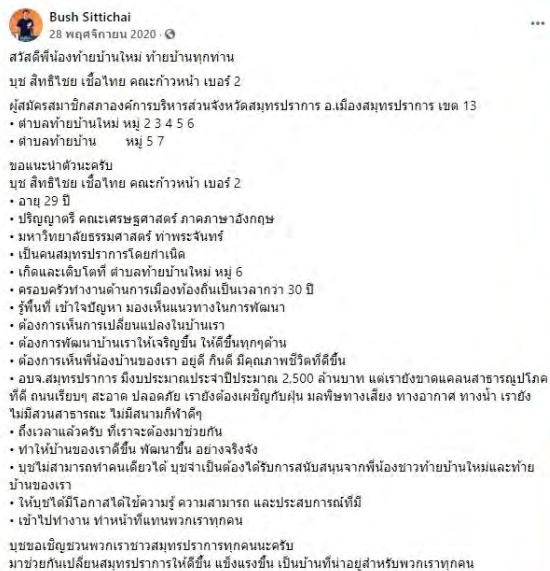 Bush Sittichai
28 พฤศจิกายน 2020 ·
สวัสดีพี่น้องท้ายบ้านใหม่ ท้ายบ้านทุกท่าน
บุช สิทธิไชย เชื้อไทย คณะก้าวหน้า เบอร์ 2
ผู้สมัครสมาชิกสภาองค์การบริหารส่วนจังหวัดสมุทรปราการ อ.เมืองสมุทรปราการ เขต 13
• ตำบลท้ายบ้านใหม่ หมู่ 2 3 4 5 6
• ตำบลท้ายบ้าน หมู่ 5 7
ขอแนะนำตัวนะครับ
บุช สิทธิไชย เชื้อไทย คณะก้าวหน้า เบอร์ 2
• อายุ 29 ปี
• ปริญญาตรี คณะเศรษฐศาสตร์ ภาคภาษาอังกฤษ
• มหาวิทยาลัยธรรมศาสตร์ ท่าพระจันทร์
• เป็นคนสมุทรปราการโดยกำเนิด
• เกิดและเติบโตที่ ตำบลท้ายบ้านใหม่ หมู่ 6
• ครอบครัวทำงานด้านการเมืองท้องถิ่นเป็นเวลากว่า 30 ปี
• รู้พื้นที่ เข้าใจปัญหา มองเห็นแนวทางในการพัฒนา
• ต้องการเห็นการเปลี่ยนแปลงในบ้านเรา
• ต้องการพัฒนาบ้านเราให้เจริญขึ้น ให้ดีขึ้นทุกๆด้าน
• ต้องการเห็นพี่น้องบ้านของเรา อยู่ดี กินดี มีคุณภาพชีวิตที่ดีขึ้น
• อบจ.สมุทรปราการ มีงบประมาณประจำปีประมาณ 2,500 ล้านบาท แต่เรายังขาดแคลนสาธารณูปโภค
ที่ดี ถนนเรียบๆ สะอาด ปลอดภัย เรายังต้องเผชิญกับฝุ่น มลพิษทางเสียง ทางอากาศ ทางน้ำ เรายัง
ไม่มีสวนสาธารณะ ไม่มีสนามกีฬาดีๆ
• ถึงเวลาแล้วครับ ที่เราจะต้องมาช่วยกัน
• ทำให้บ้านของเราดีขึ้น พัฒนาขึ้น อย่างจริงจัง
• บุชไม่สามารถทำคนเดียวได้ บุชจำเป็นต้องได้รับการสนับสนุนจากพี่น้องชาวท้ายบ้านใหม่และท้าย
บ้านของเรา
• ให้บุชได้มีโอกาสได้ใช้ความรู้ ความสามารถ และประสบการณ์ที่มี
• เข้าไปทำงาน ทำหน้าที่แทนพวกเราทุกคน
บุชขอเชิญชวนพวกเราชาวสมุทรปราการทุกคนนะครับ
มาช่วยกันเปลี่ยนสมุทรปราการให้ดีขึ้น แข็งแรงขึ้น เป็นบ้านที่น่าอยู่สำหรับพวกเราทุกคน